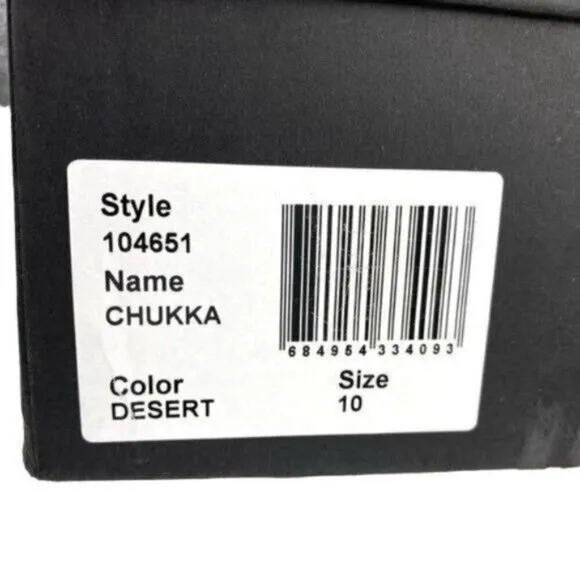 Style
104651
Name
CHUKKA
684954334093
Color
DESERT
Size
10